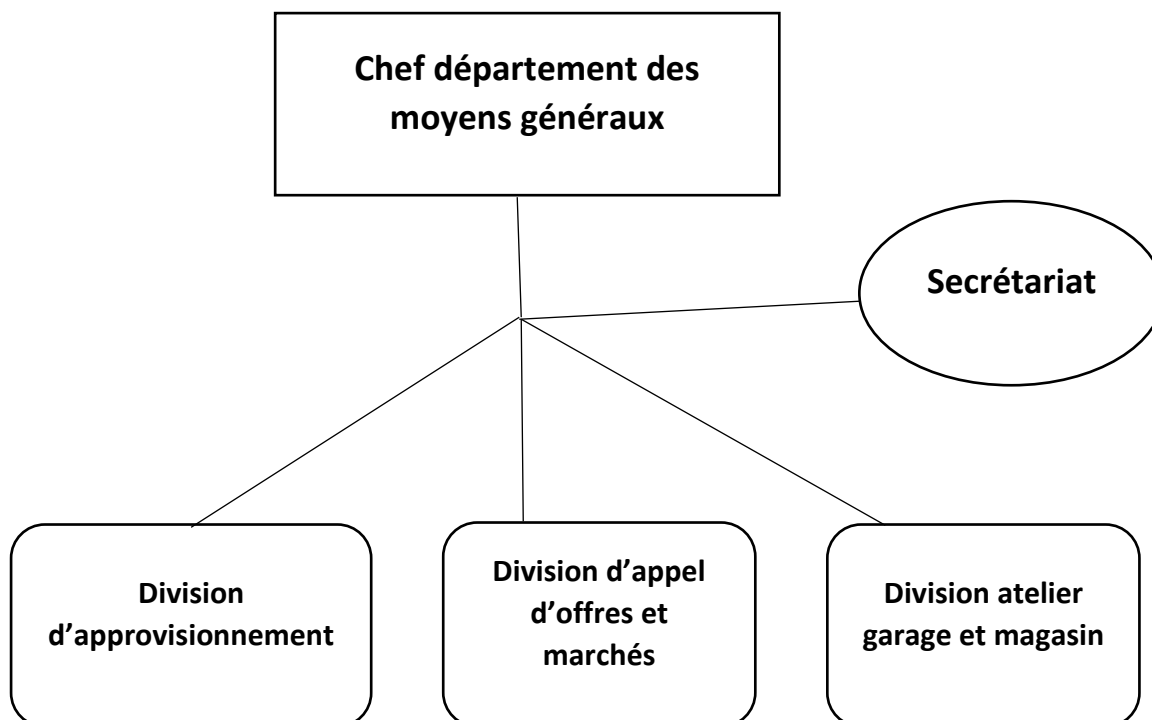 Chef département des
moyens généraux
Secrétariat
Division
d’approvisionnement
Division d’appel
d’offres et
marchés
Division atelier
garage et magasin